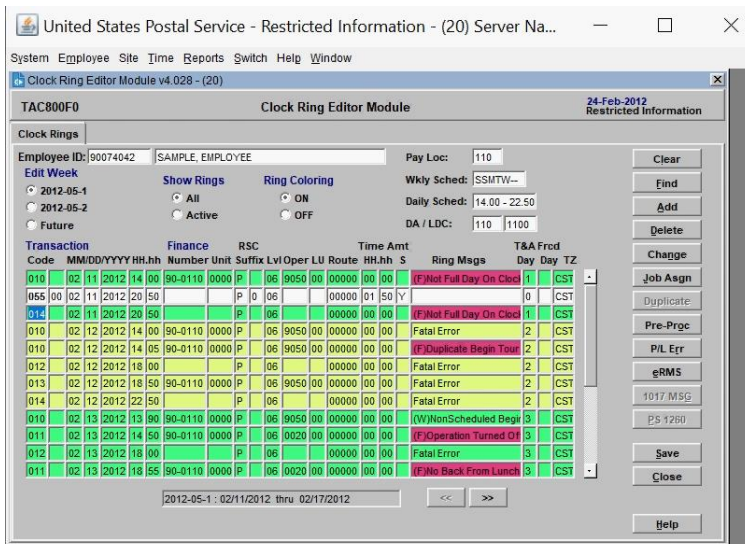 United States Postal Service - Restricted Information - (20) Server Na...
System Employee Site Time Reports Switch Help Window
Clock Ring Editor Module v4.028 - (20)
TAC800F0 Clock Ring Editor Module 24-Feb-2012
Restricted Information
Clock Rings
Employee ID: 90074042 SAMPLE, EMPLOYEE Pay Loc: 110 Clear
Edit Week Show Rings Ring Coloring Wkly Sched: SSMTW-- Find
2012-05-1 All ON Daily Sched: 14.00 - 22.50 Add
2012-05-2 Active OFF DA / LDC: 110 1100 Delete
Future
Transaction Finance RSC Time Amt T&A Frcd Change
Code MM/DD/YYYY HH.hh Number Unit Suffix Lvl Oper LU Route HH.hh S Ring Msgs Day Day TZ
010 02 11 2012 14 00 90-0110 0000 P 06 9050 00 00000 00 00 (F)Not Full Day On Clock 1 CST Job Asgn
055 00 02 11 2012 20 50 P 0 06 00000 01 50 Y 0 CST Duplicate
014 02 11 2012 20 50 P 06 00000 00 00 (F)Not Full Day On Clock 1 CST
010 02 12 2012 14 00 90-0110 0000 P 06 9050 00 00000 00 00 Fatal Error 2 CST Pre-Proc
010 02 12 2012 14 05 90-0110 0000 P 06 9050 00 00000 00 00 (F)Duplicate Begin Tour 2 CST P/L Err
012 02 12 2012 18 00 P 06 00000 00 00 Fatal Error 2 CST eRMS
013 02 12 2012 18 50 90-0110 0000 P 06 9050 00 00000 00 00 Fatal Error 2 CST
014 02 12 2012 22 50 P 06 00000 00 00 Fatal Error 2 CST 1017 MSG
010 02 13 2012 13 90 90-0110 0000 P 06 9050 00 00000 00 00 (W)NonScheduled Begin 3 CST PS 1260
011 02 13 2012 14 50 90-0110 0000 P 06 0020 00 00000 00 00 (F)Operation Turned Of 3 CST
012 02 13 2012 18 00 P 06 00000 00 00 Fatal Error 3 CST Save
011 02 13 2012 18 55 90-0110 0000 P 06 0020 00 00000 00 00 (F)No Back From Lunch 3 CST Close
2012-05-1 : 02/11/2012 thru 02/17/2012 << >>
Help